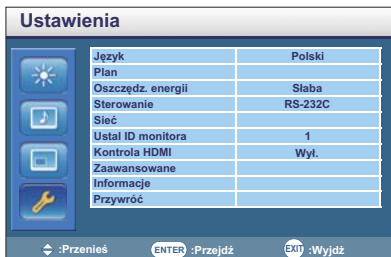 Ustawienia
Język Polski
Plan
Oszczędz. energii Słaba
Sterowanie RS-232C
Sieć
Ustal ID monitora 1
Kontrola HDMI Wył.
Zaawansowane
Informacje
Przywróć
:Przenieś ENTER :Przejdź EXIT :Wyjdź